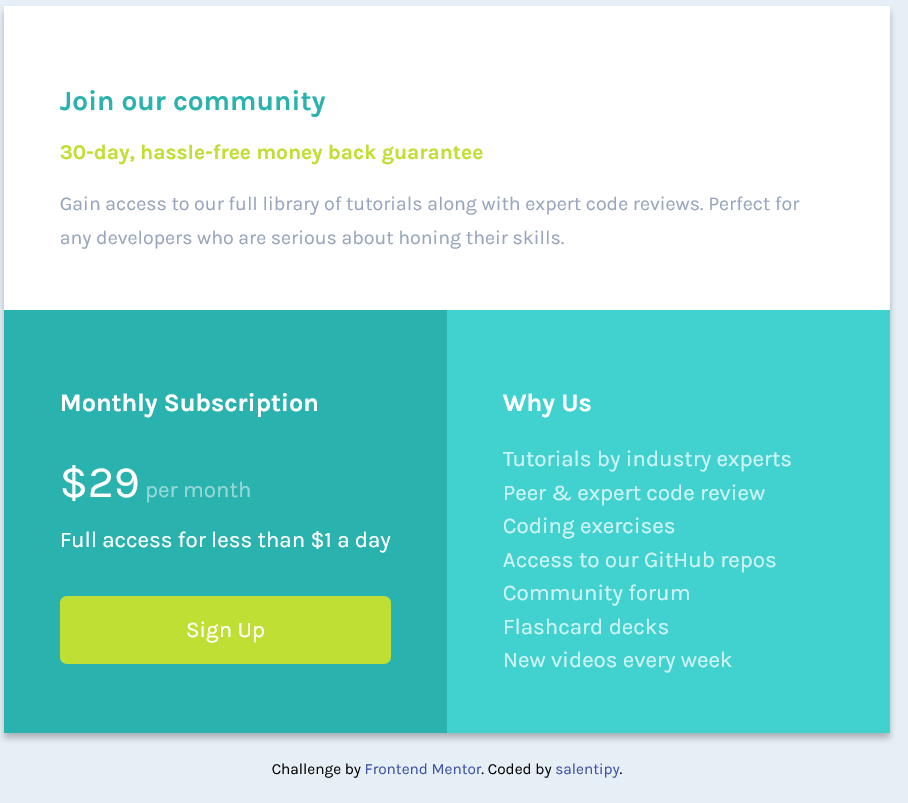 Join our community
30-day, hassle-free money back guarantee
Gain access to our full library of tutorials along with expert code reviews. Perfect for
any developers who are serious about honing their skills.
Monthly Subscription
$29 per month
Full access for less than $1 a day
Sign Up
Why Us
Tutorials by industry experts
Peer & expert code review
Coding exercises
Access to our GitHub repos
Community forum
Flashcard decks
New videos every week
Challenge by Frontend Mentor. Coded by salentipy.